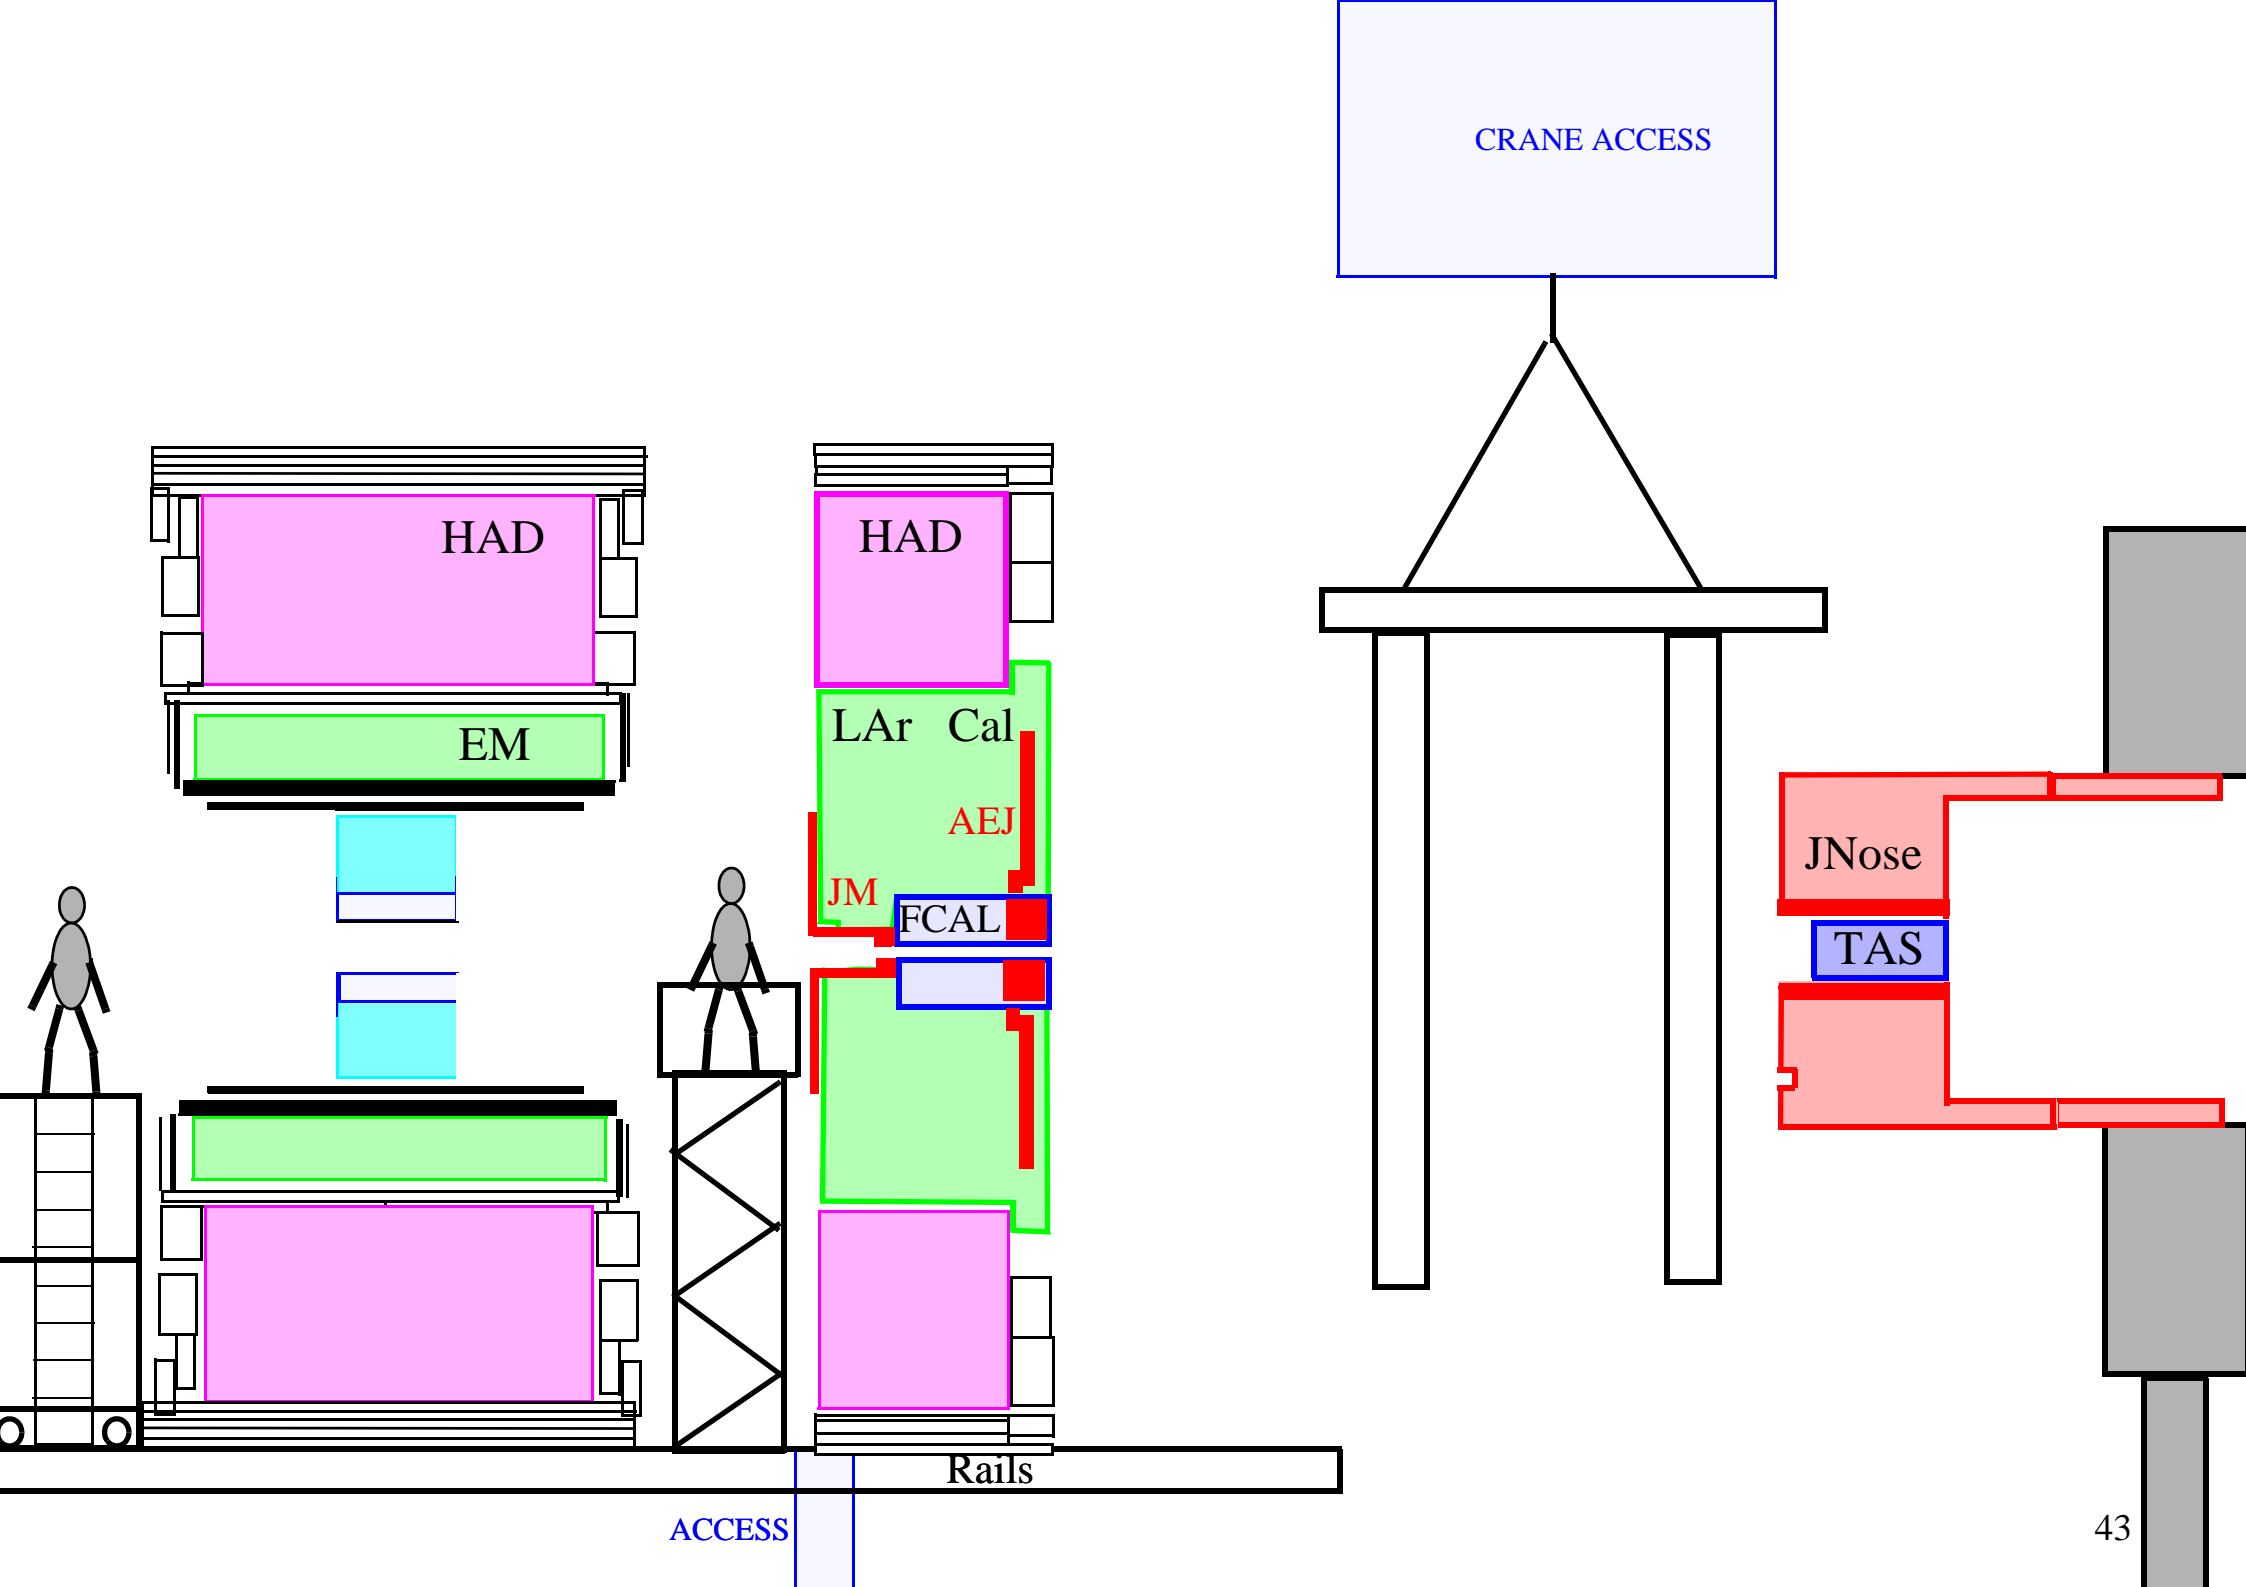 CRANE ACCESS
HAD
HAD
LAr Cal
EM
AEJ
JNose
JM
FCAL
TAS
Rails
ACCESS
43